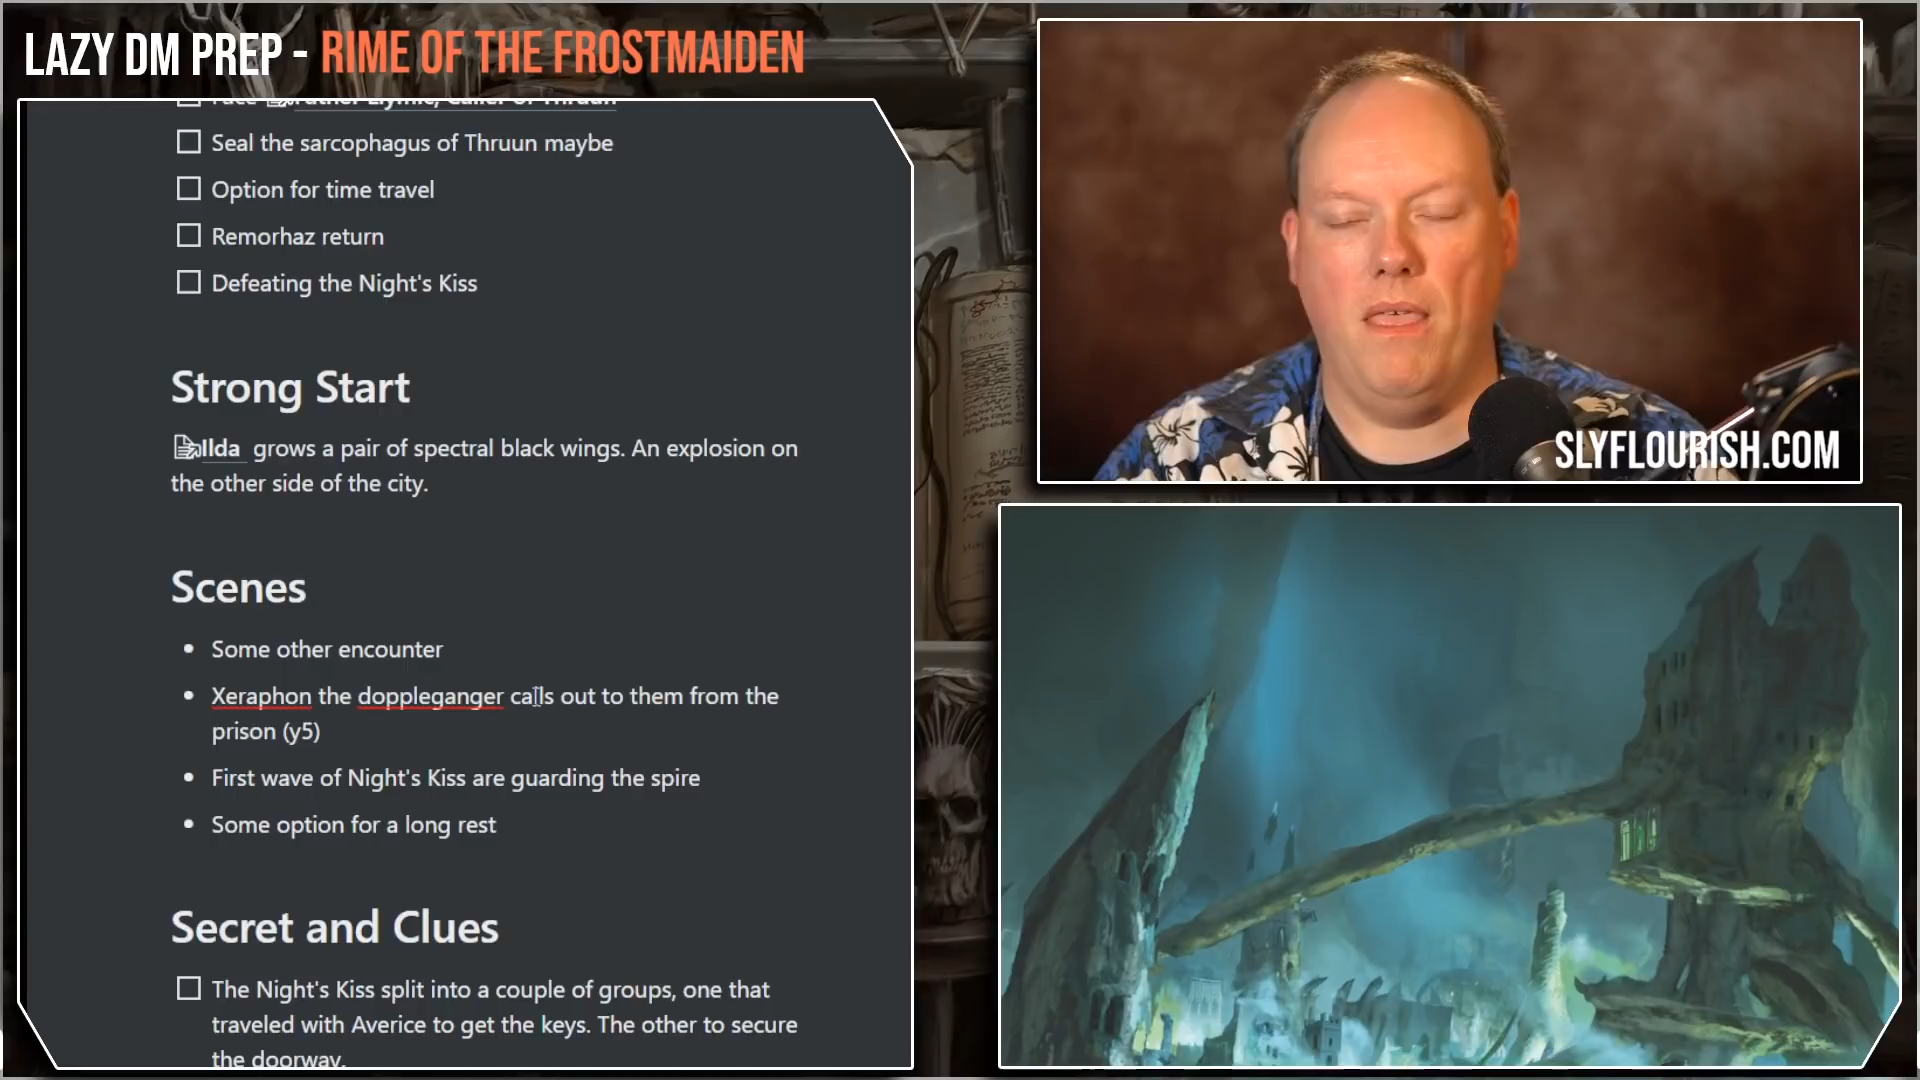 LAZY DM PREP - RIME OF THE FROSTMAIDEN
Seal the sarcophagus of Thruun maybe
Option for time travel
Remorhaz return
Defeating the Night's Kiss
Strong Start
Ilda grows a pair of spectral black wings. An explosion on
the other side of the city.
Scenes
Some other encounter
Xeraphon the doppleganger calls out to them from the
prison (y5)
First wave of Night's Kiss are guarding the spire
Some option for a long rest
Secret and Clues
The Night's Kiss split into a couple of groups, one that
traveled with Averice to get the keys. The other to secure
the doorway.
SLYFLOURISH.COM